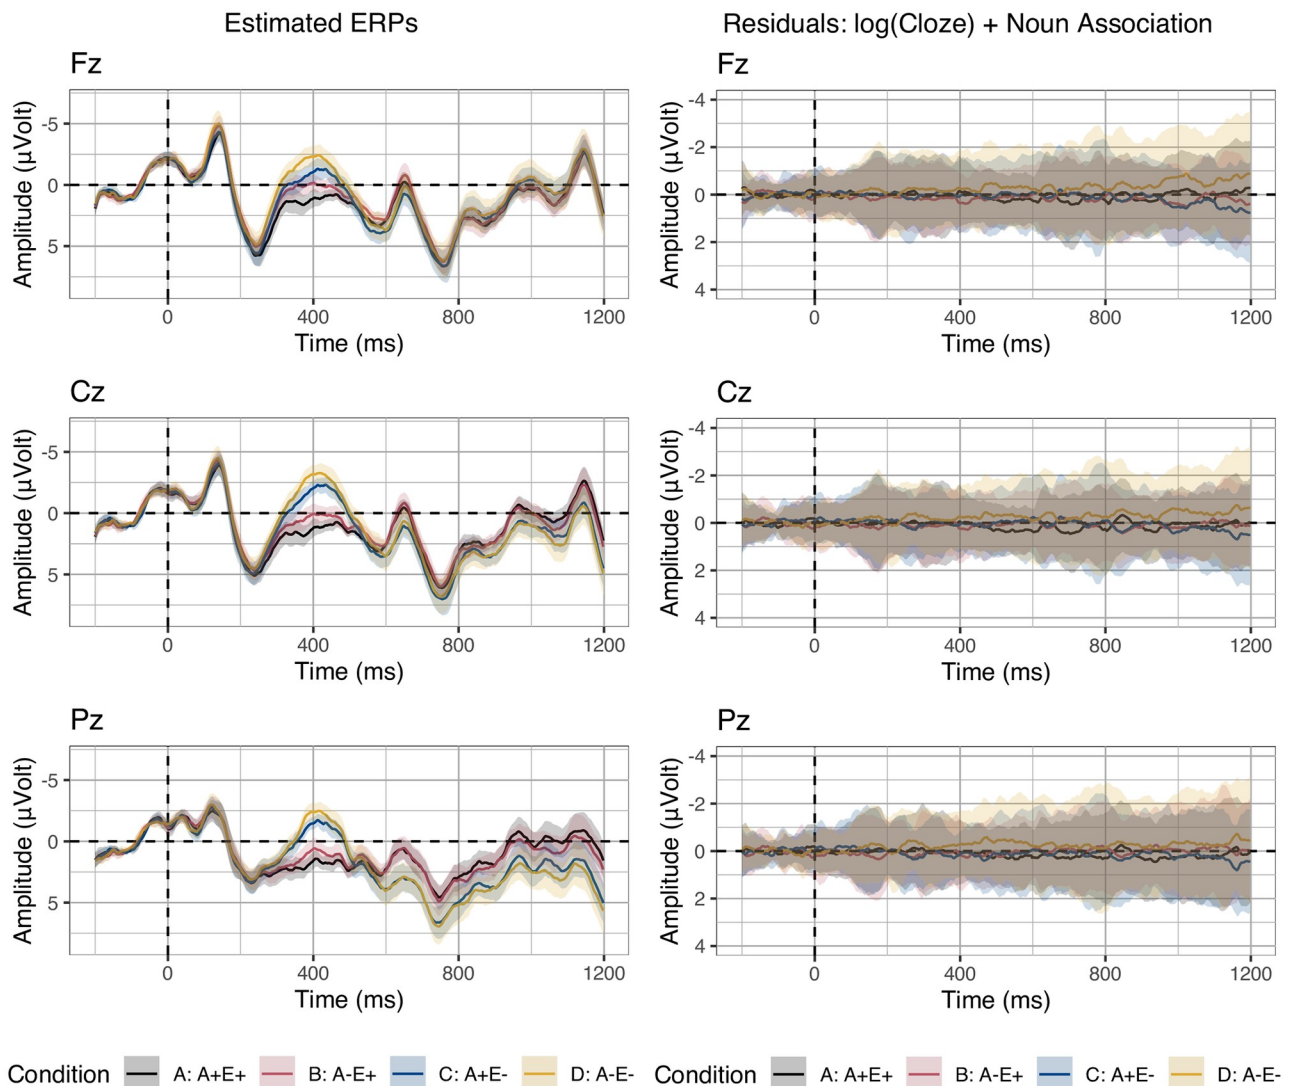 Estimated ERPs
Residuals: log(Cloze) + Noun Association
Fz
Amplitude (µVolt)
-5
0
5
0 400 800 1200
Time (ms)
Fz
Amplitude (µVolt)
-4
-2
0
2
4
0 400 800 1200
Time (ms)
Cz
Amplitude (µVolt)
-5
0
5
0 400 800 1200
Time (ms)
Cz
Amplitude (µVolt)
-4
-2
0
2
4
0 400 800 1200
Time (ms)
Pz
Amplitude (µVolt)
-5
0
5
0 400 800 1200
Time (ms)
Pz
Amplitude (µVolt)
-4
-2
0
2
4
0 400 800 1200
Time (ms)
Condition A: A+E+ B: A-E+ C: A+E- D: A-E-
Condition A: A+E+ B: A-E+ C: A+E- D: A-E-